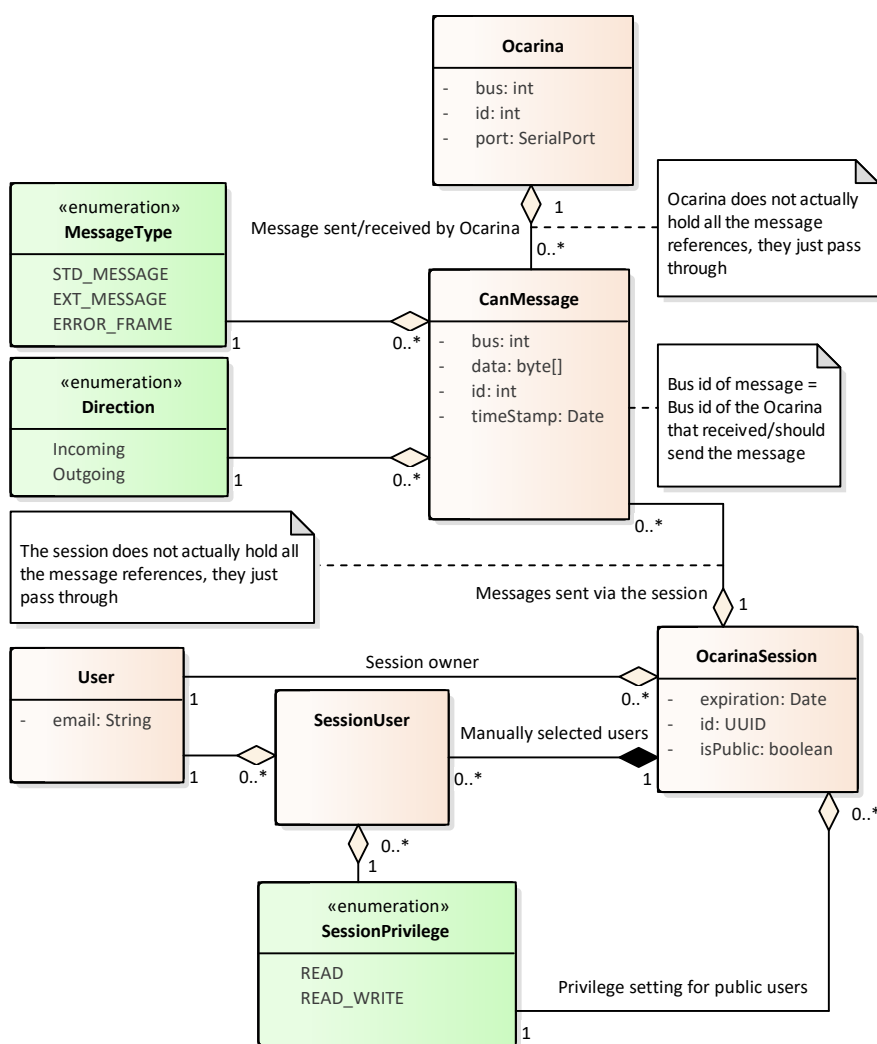 Ocarina
- bus: int
- id: int
- port: SerialPort
Ocarina does not actually
hold all the message
references, they just pass
through
«enumeration»
MessageType
STD_MESSAGE
EXT_MESSAGE
ERROR_FRAME
Message sent/received by Ocarina
1
0..*
CanMessage
- bus: int
- data: byte[]
- id: int
- timeStamp: Date
1
0..*
«enumeration»
Direction
Incoming
Outgoing
1
0..*
Bus id of message =
Bus id of the Ocarina
that received/should
send the message
0..*
The session does not actually hold all
the message references, they just
pass through
Messages sent via the session
1
OcarinaSession
- expiration: Date
- id: UUID
- isPublic: boolean
User
- email: String
Session owner
1
0..*
SessionUser
Manually selected users
1
0..*
0..*
1
0..*
0..*
1
«enumeration»
SessionPrivilege
READ
READ_WRITE
Privilege setting for public users
1